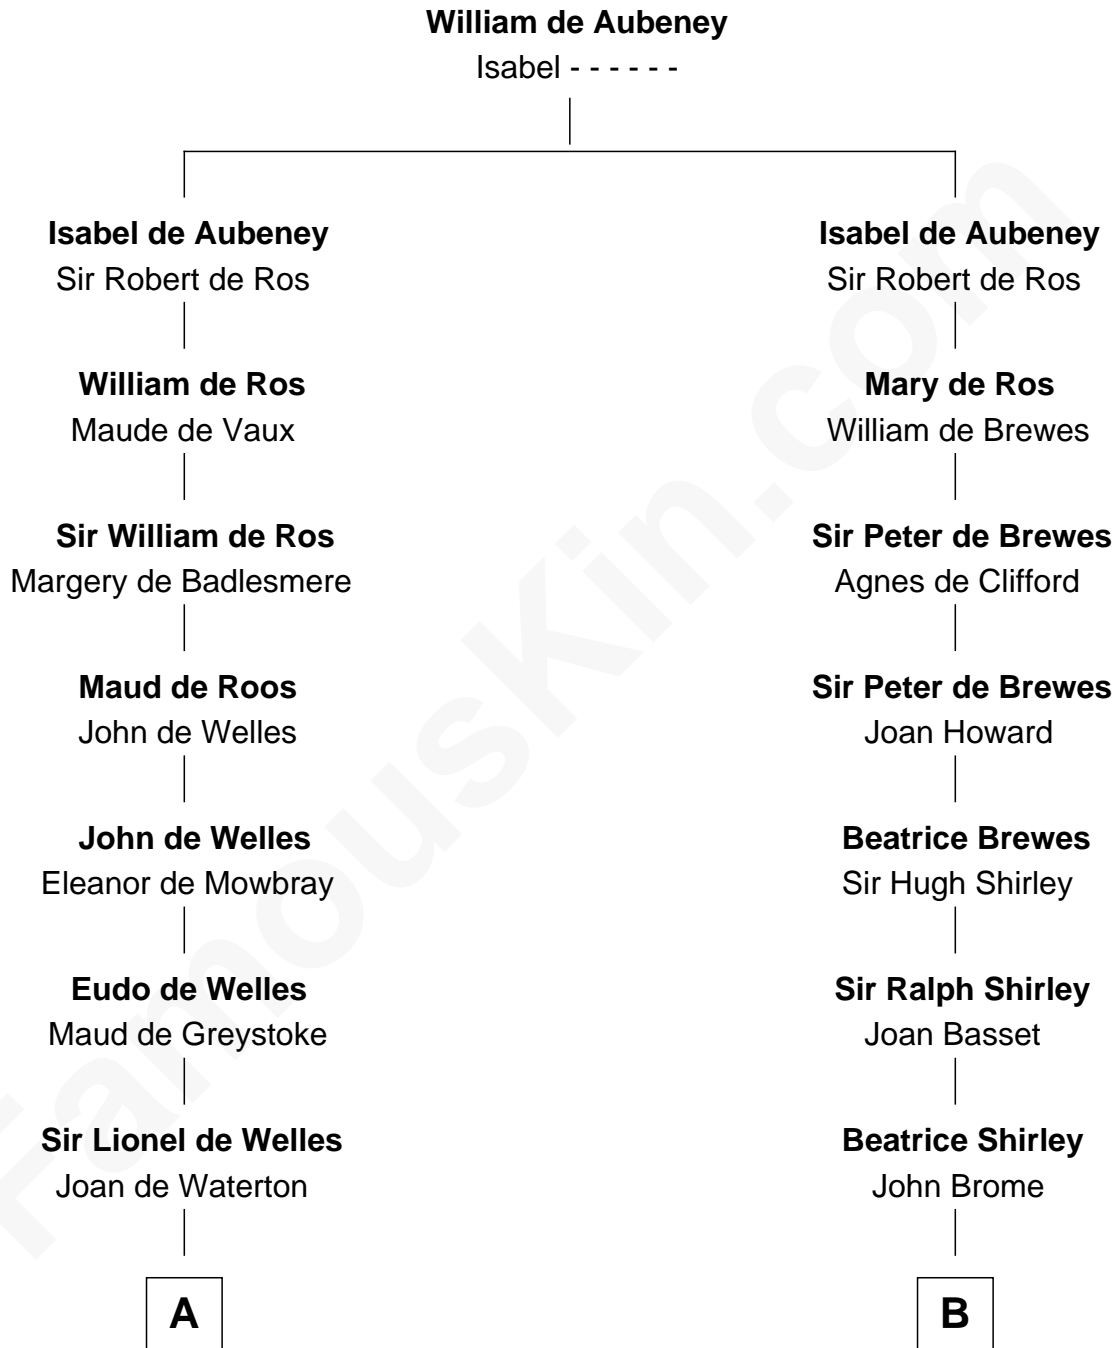 William de Aubeney
Isabel - - - - - -
Isabel de Aubeney
Sir Robert de Ros
Isabel de Aubeney
Sir Robert de Ros
William de Ros
Maude de Vaux
Mary de Ros
William de Brewes
Sir William de Ros
Margery de Badlesmere
Sir Peter de Brewes
Agnes de Clifford
Maud de Roos
John de Welles
Sir Peter de Brewes
Joan Howard
John de Welles
Eleanor de Mowbray
Beatrice Brewes
Sir Hugh Shirley
Eudo de Welles
Maud de Greystoke
Sir Ralph Shirley
Joan Basset
Sir Lionel de Welles
Joan de Waterton
Beatrice Shirley
John Brome
A
B
FamousKin.com